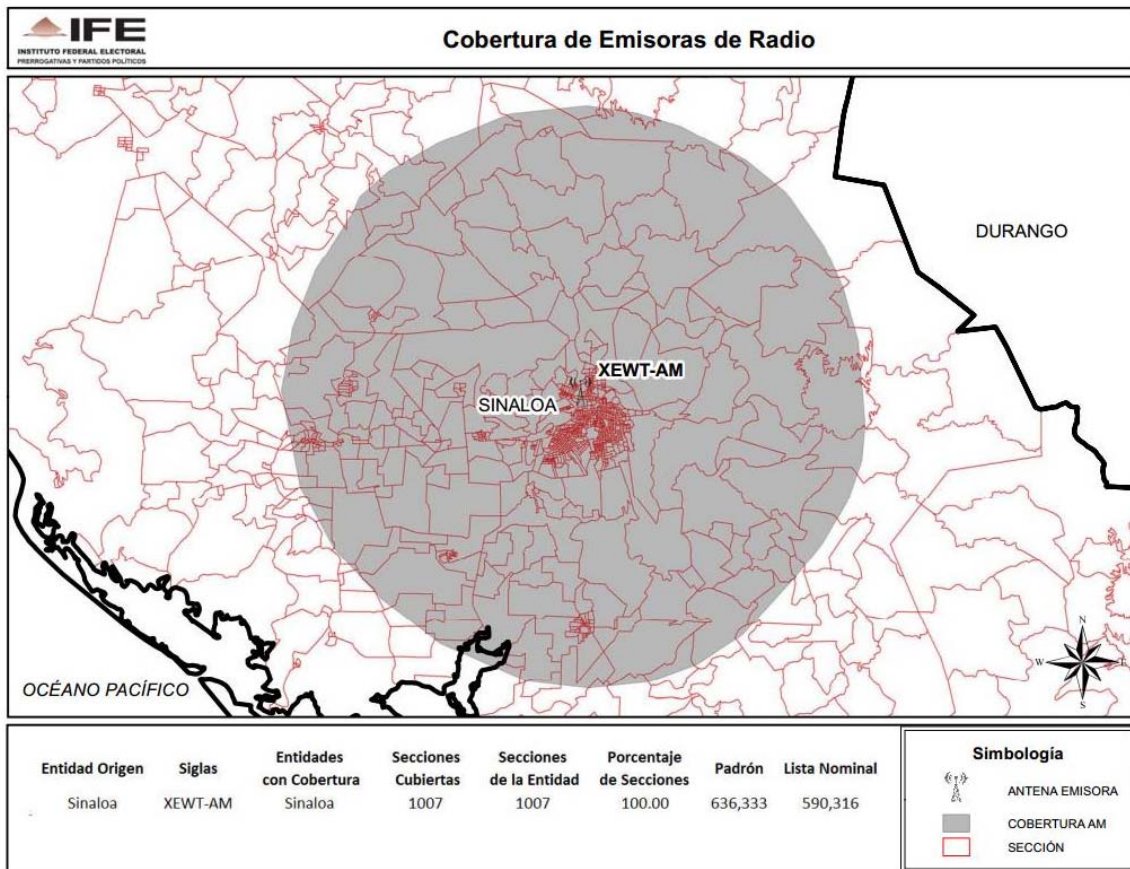 IFE
INSTITUTO FEDERAL ELECTORAL
PRERROGATIVAS Y PARTIDOS POLÍTICOS
Cobertura de Emisoras de Radio
DURANGO
XEWT-AM
SINALOA
OCÉANO PACÍFICO
N
W E
S
Entidad Origen Siglas Entidades con Cobertura Secciones Cubiertas Secciones de la Entidad Porcentaje de Secciones Padrón Lista Nominal
Sinaloa XEWT-AM Sinaloa 1007 1007 100.00 636,333 590,316
Simbología
ANTENA EMISORA
COBERTURA AM
SECCIÓN